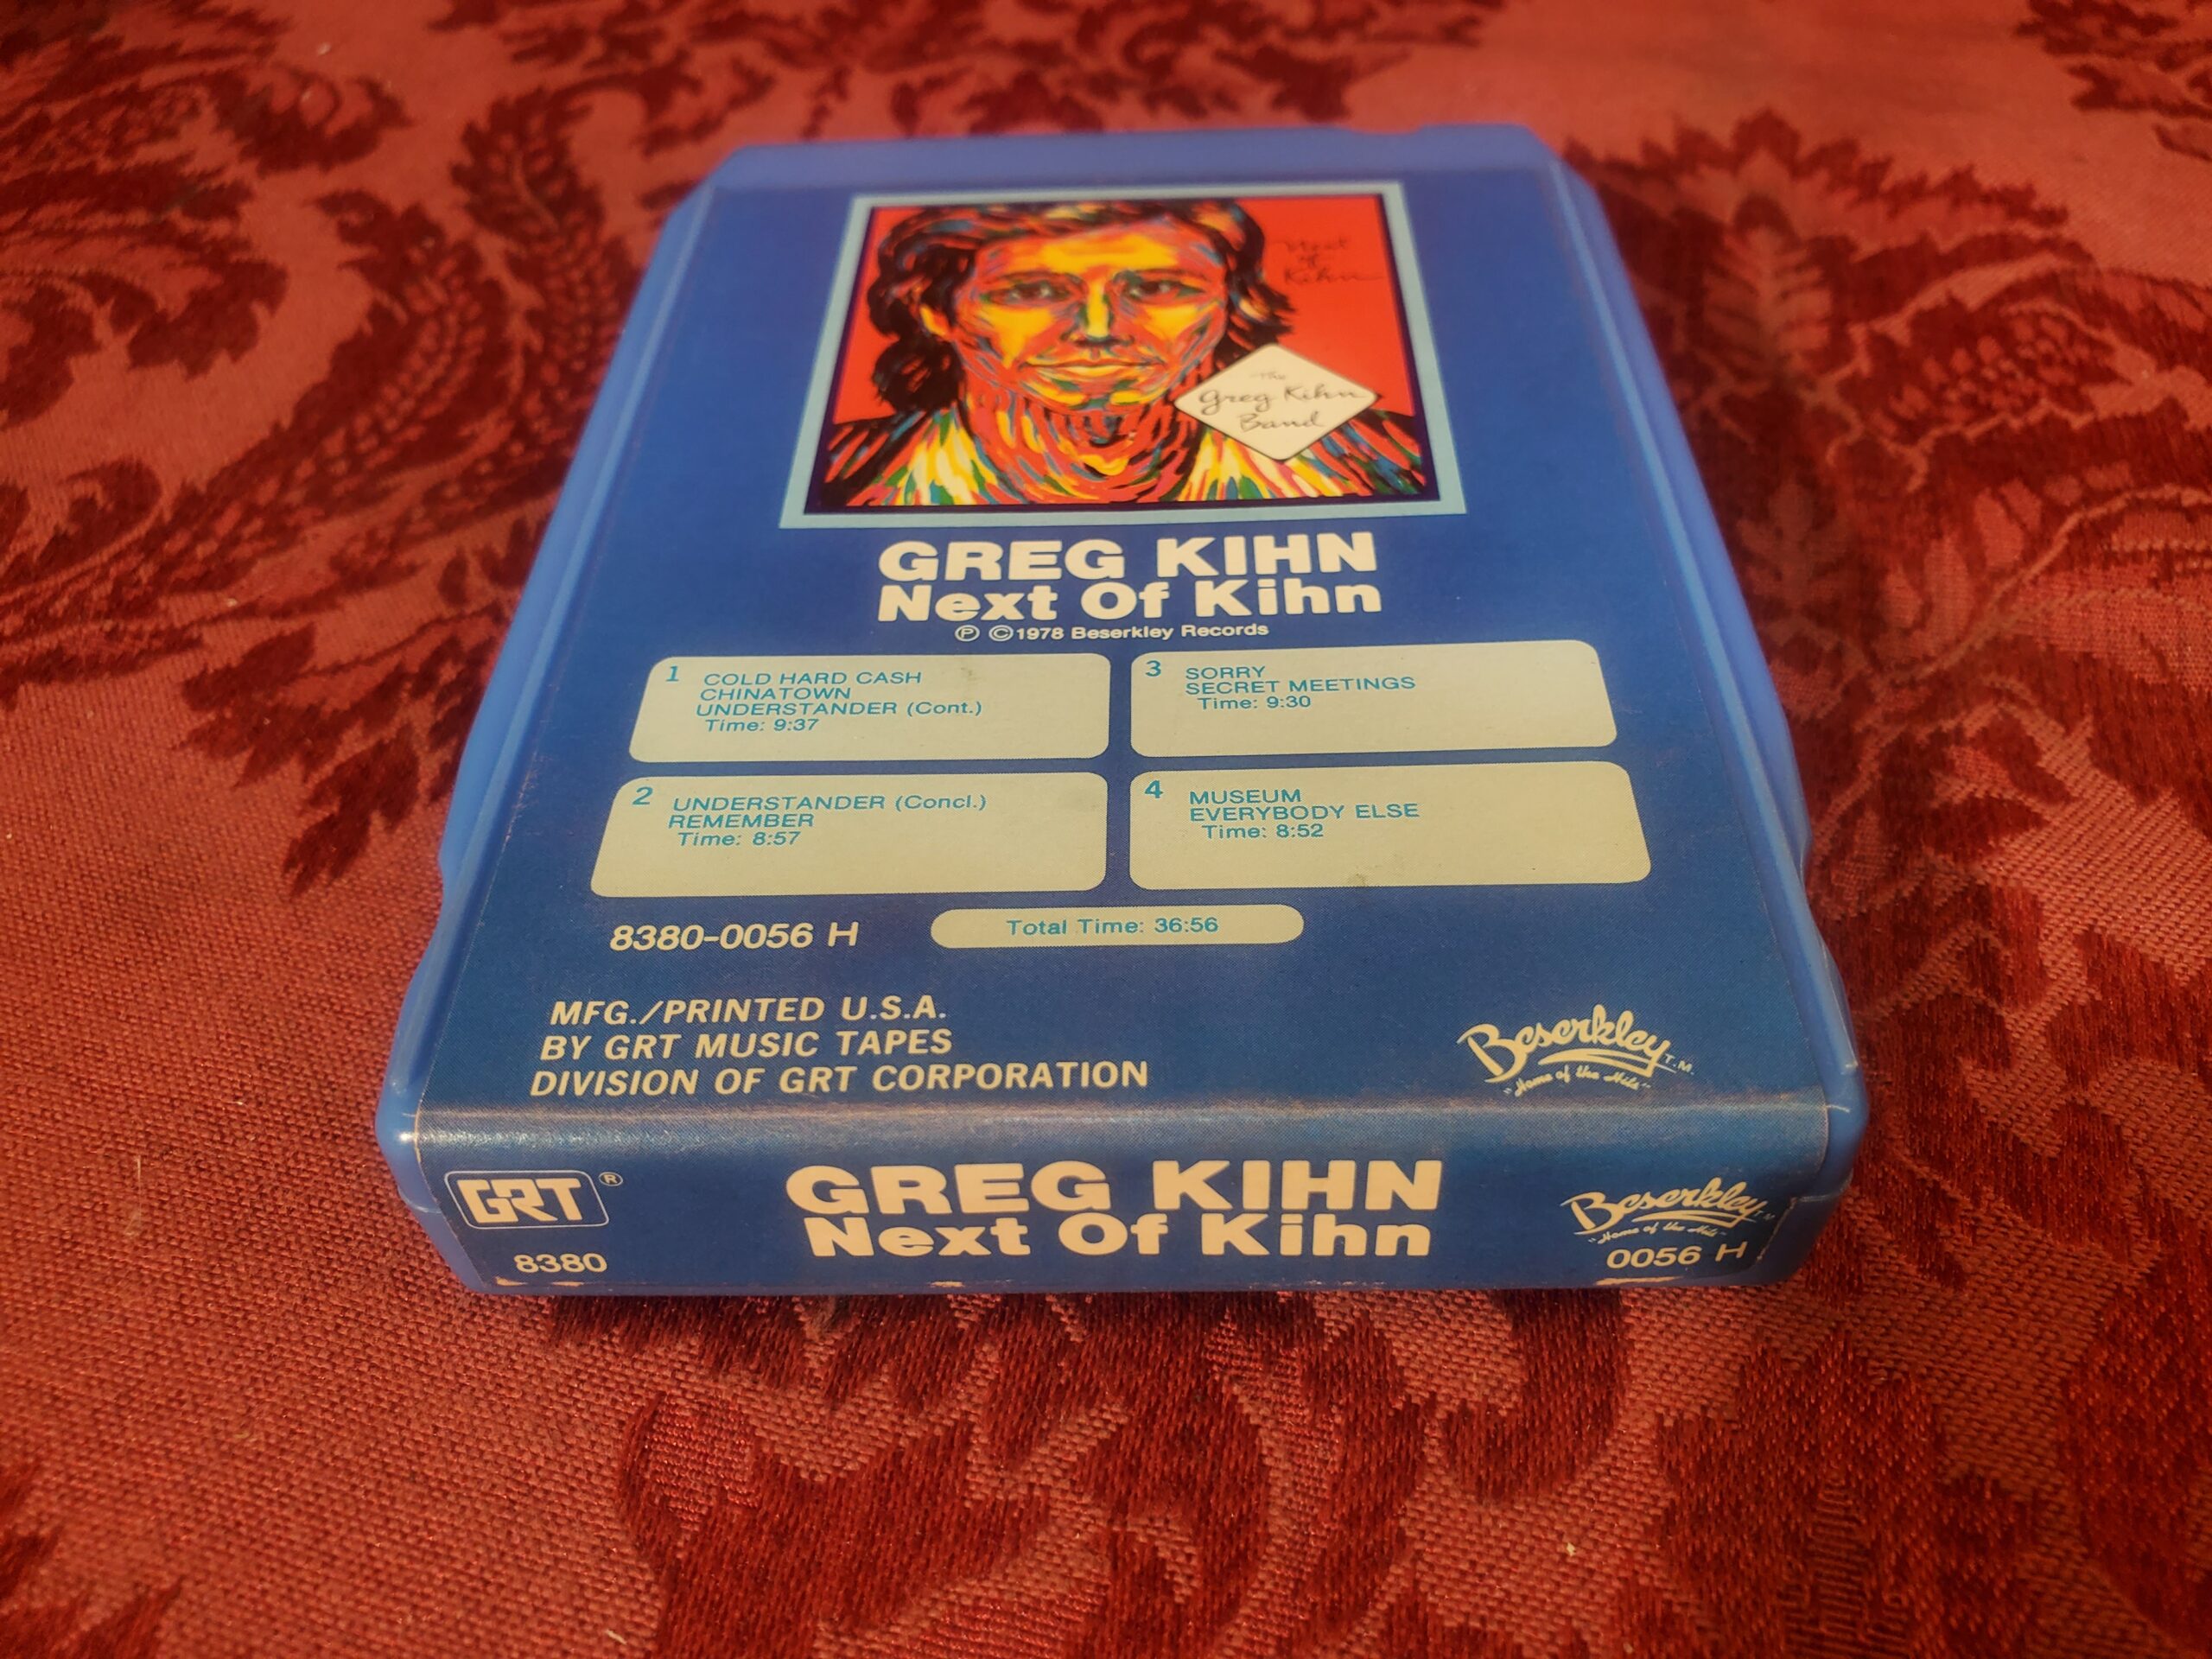 Next
of
Kihn
The
Greg Kihn
Band
GREG KIHN
Next Of Kihn
℗ ©1978 Beserkley Records
1 COLD HARD CASH
CHINATOWN
UNDERSTANDER (Cont.)
Time: 9:37
2 UNDERSTANDER (Concl.)
REMEMBER
Time: 8:57
3 SORRY
SECRET MEETINGS
Time: 9:30
4 MUSEUM
EVERYBODY ELSE
Time: 8:52
8380-0056 H
Total Time: 36:56
MFG./PRINTED U.S.A.
BY GRT MUSIC TAPES
DIVISION OF GRT CORPORATION
Beserkley T.M.
"Home of the Hits"
GRT ®
8380
GREG KIHN
Next Of Kihn
Beserkley TM
"Home of the Hits"
0056 H